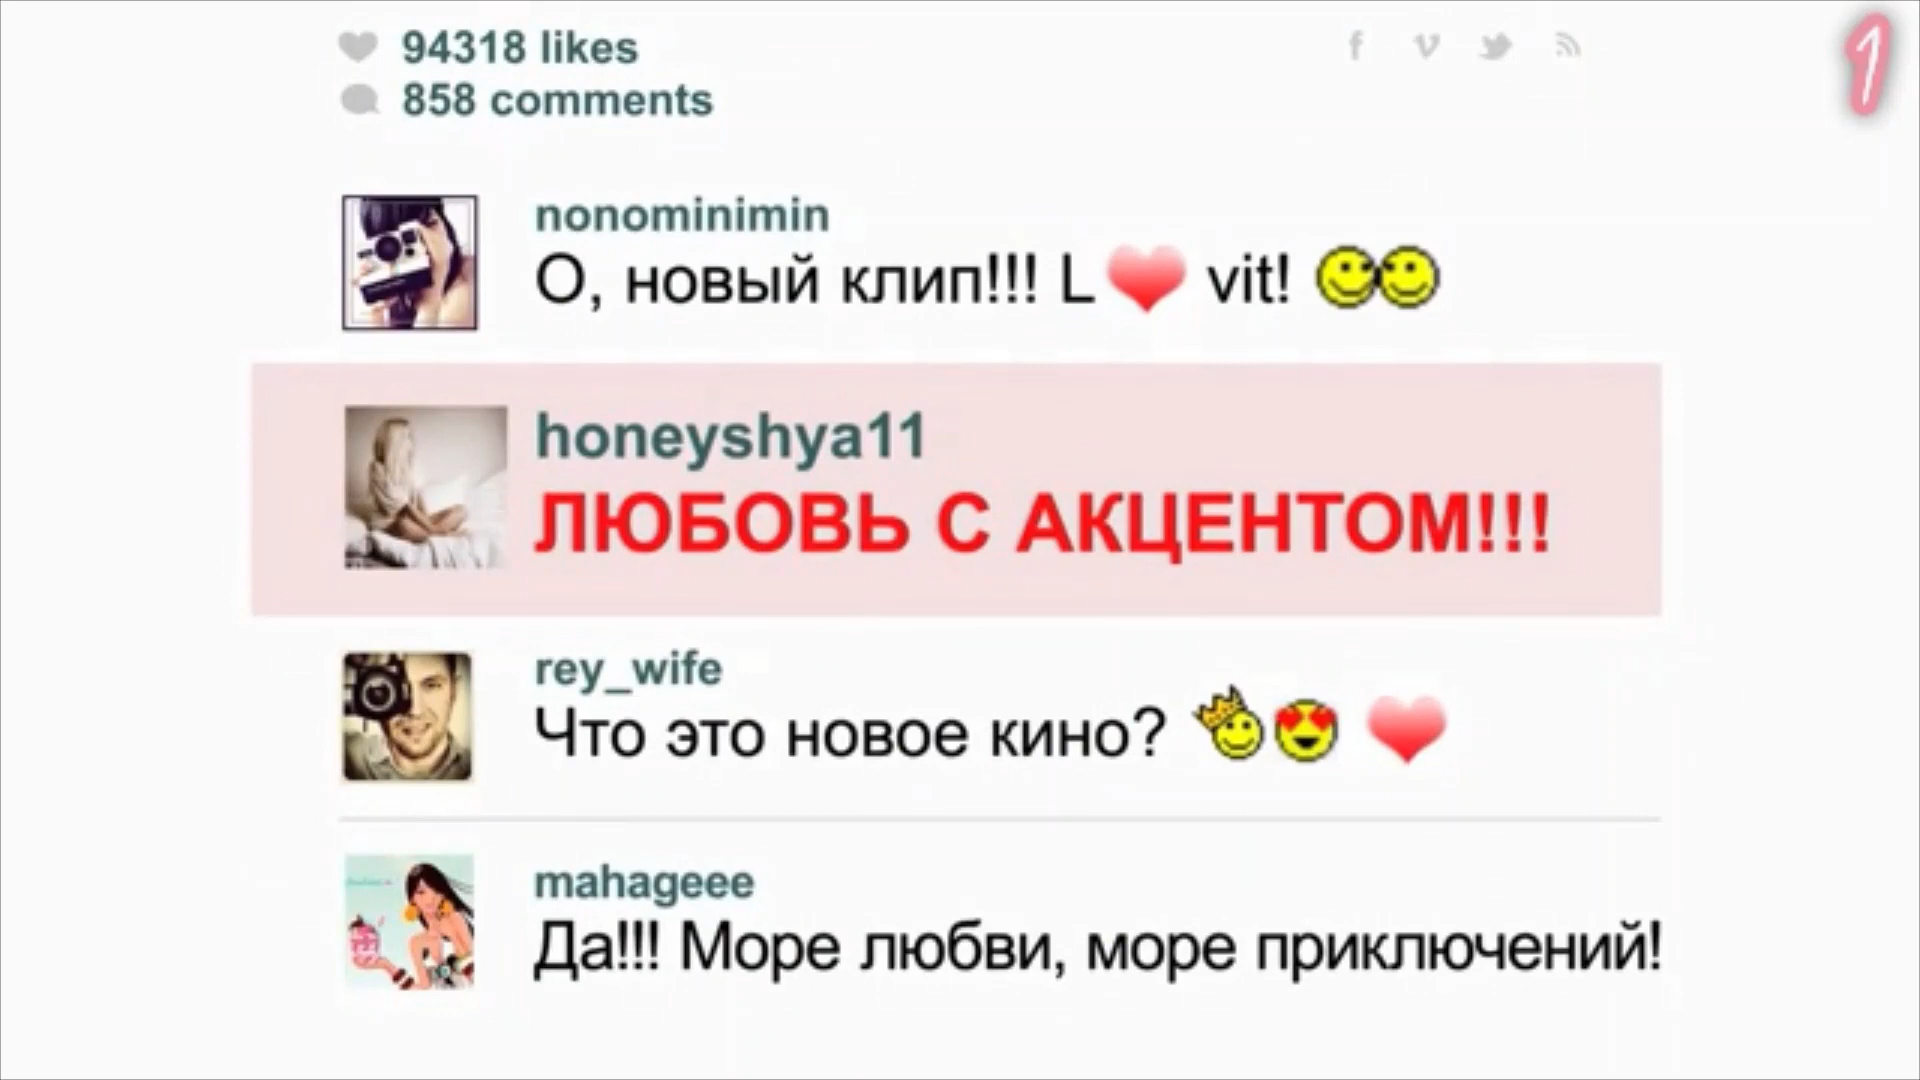 94318 likes
858 comments
1
nonominimin
О, новый клип!!! L❤ vit!
honeyshya11
ЛЮБОВЬ С АКЦЕНТОМ!!!
rey_wife
Что это новое кино?
mahageee
Да!!! Море любви, море приключений!